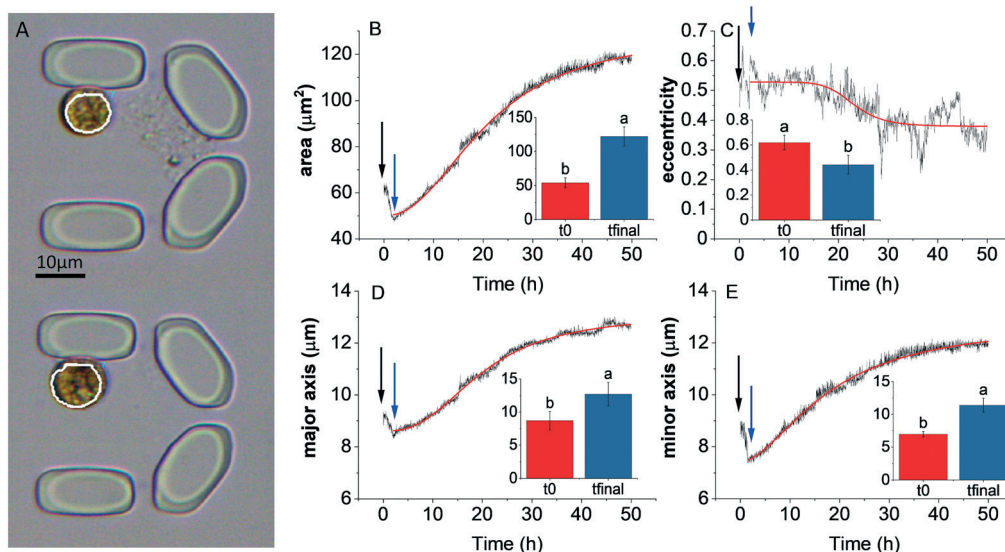 A
10μm
B
area (μm²)
120
100
80
60
40
0 10 20 30 40 50
Time (h)
150
100
50
0
b
a
t0 tfinal
C
eccentricity
0.7
0.6
0.5
0.4
0.3
0.2
0.1
0
0 10 20 30 40 50
Time (h)
0.8
0.6
0.4
0.2
0
a
b
t0 tfinal
D
major axis (μm)
14
12
10
8
6
0 10 20 30 40 50
Time (h)
15
10
5
0
b
a
t0 tfinal
E
minor axis (μm)
14
12
10
8
6
0 10 20 30 40 50
Time (h)
15
10
5
0
b
a
t0 tfinal